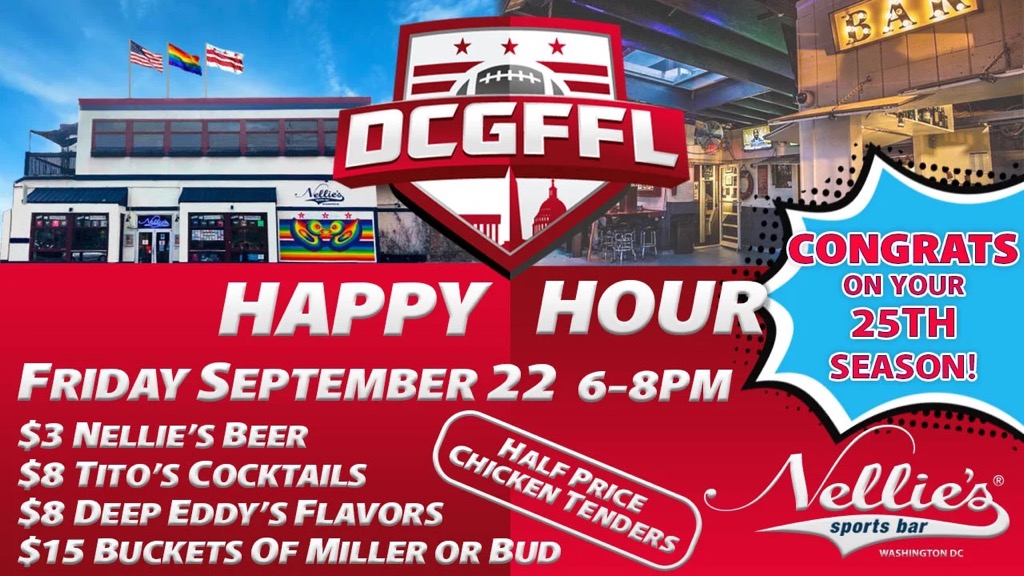 BAR
DCGFFL
Nellie's
Nellie's
HAPPY HOUR
FRIDAY SEPTEMBER 22 6-8PM
$3 NELLIE'S BEER
$8 TITO'S COCKTAILS
$8 DEEP EDDY'S FLAVORS
$15 BUCKETS OF MILLER OR BUD
HALF PRICE
CHICKEN TENDERS
CONGRATS
ON YOUR
25TH
SEASON!
Nellie's®
sports bar
WASHINGTON DC